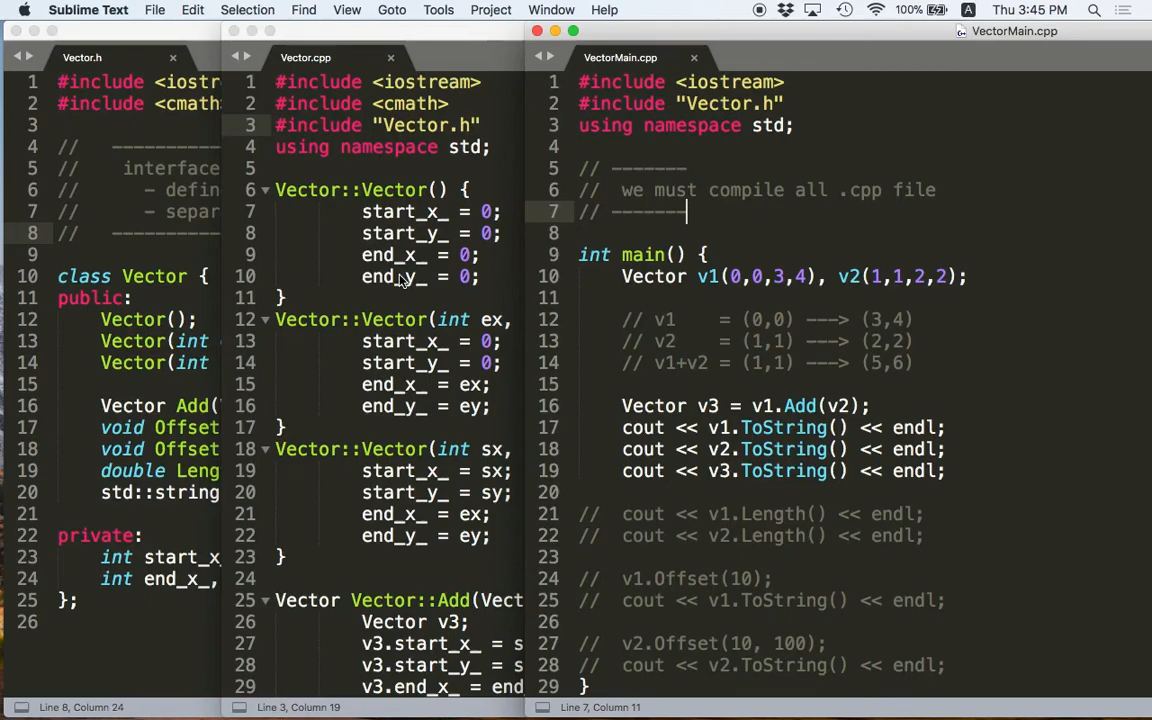 Sublime Text File Edit Selection Find View Goto Tools Project Window Help 100% A Thu 3:45 PM
VectorMain.cpp
Vector.h
1 #include <iostr
2 #include <cmath
3
4 // ----------
5 // interface
6 // - defin
7 // - separ
8 // ----------
9
10 class Vector {
11 public:
12 Vector();
13 Vector(int
14 Vector(int
15
16 Vector Add(
17 void Offset
18 void Offset
19 double Leng
20 std::string
21
22 private:
23 int start_x
24 int end_x_,
25 };
26
Line 8, Column 24
Vector.cpp
1 #include <iostream>
2 #include <cmath>
3 #include "Vector.h"
4 using namespace std;
5
6 Vector::Vector() {
7 start_x_ = 0;
8 start_y_ = 0;
9 end_x_ = 0;
10 end_y_ = 0;
11 }
12 Vector::Vector(int ex,
13 start_x_ = 0;
14 start_y_ = 0;
15 end_x_ = ex;
16 end_y_ = ey;
17 }
18 Vector::Vector(int sx,
19 start_x_ = sx;
20 start_y_ = sy;
21 end_x_ = ex;
22 end_y_ = ey;
23 }
24
25 Vector Vector::Add(Vect
26 Vector v3;
27 v3.start_x_ = s
28 v3.start_y_ = s
29 v3.end_x_ = end
Line 3, Column 19
VectorMain.cpp
1 #include <iostream>
2 #include "Vector.h"
3 using namespace std;
4
5 // -------
6 // we must compile all .cpp file
7 // -------
8
9 int main() {
10 Vector v1(0,0,3,4), v2(1,1,2,2);
11
12 // v1 = (0,0) ---> (3,4)
13 // v2 = (1,1) ---> (2,2)
14 // v1+v2 = (1,1) ---> (5,6)
15
16 Vector v3 = v1.Add(v2);
17 cout << v1.ToString() << endl;
18 cout << v2.ToString() << endl;
19 cout << v3.ToString() << endl;
20
21 // cout << v1.Length() << endl;
22 // cout << v2.Length() << endl;
23
24 // v1.Offset(10);
25 // cout << v1.ToString() << endl;
26
27 // v2.Offset(10, 100);
28 // cout << v2.ToString() << endl;
29 }
Line 7, Column 11